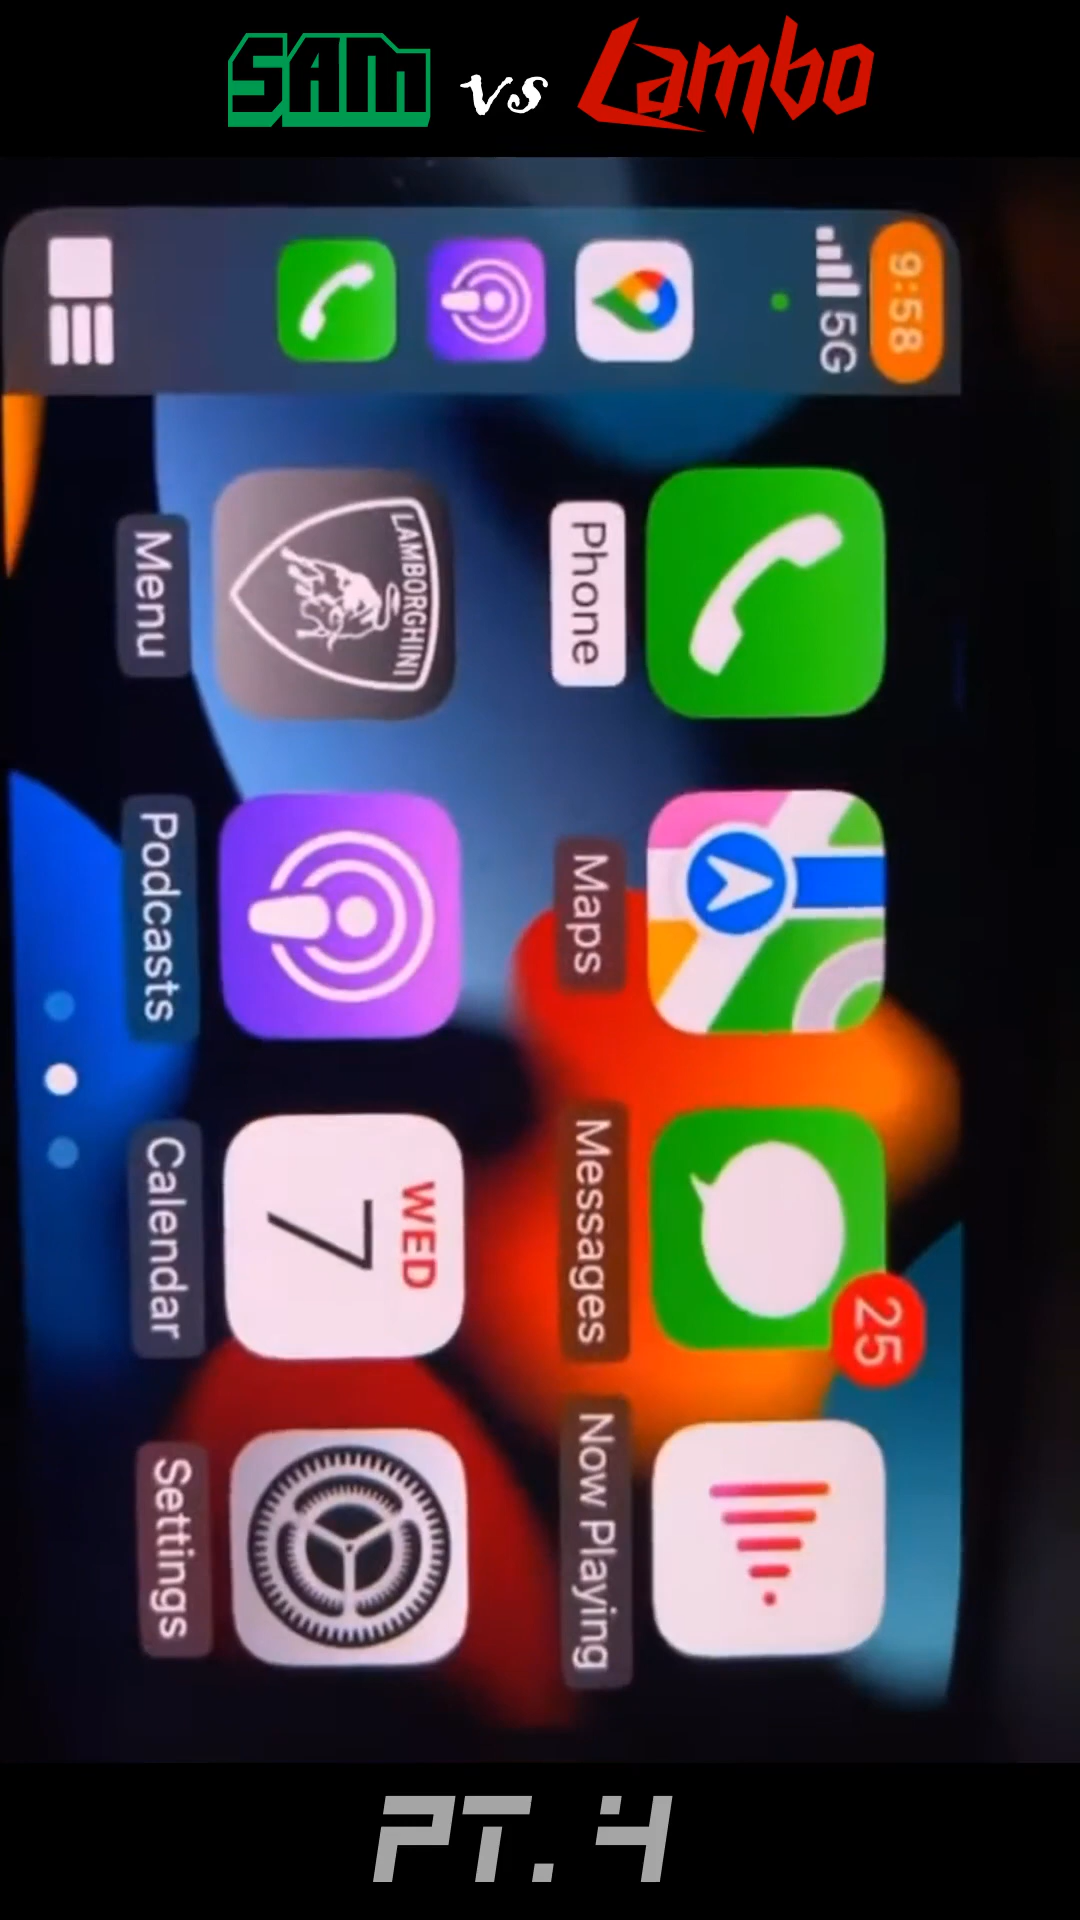 SAM vs Lambo
9:58
5G
Phone
Maps
25
Messages
Now Playing
LAMBORGHINI
Menu
Podcasts
WED
7
Calendar
Settings
PT. 4